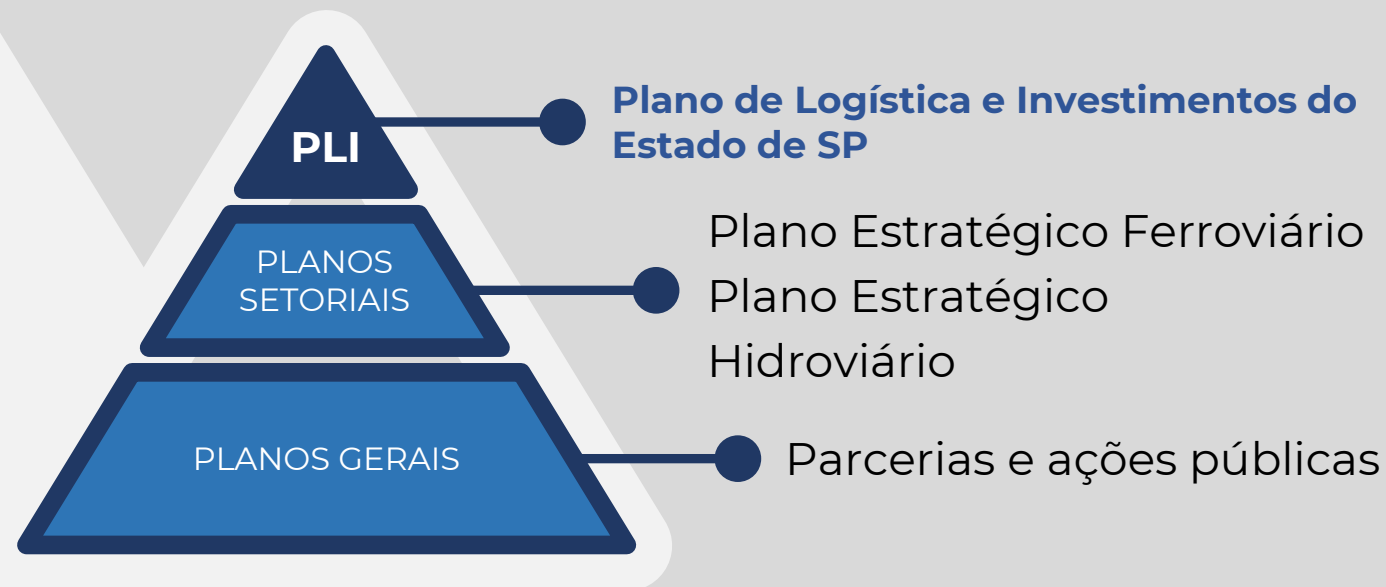 PLI
Plano de Logística e Investimentos do
Estado de SP
PLANOS
SETORIAIS
Plano Estratégico Ferroviário
Plano Estratégico
Hidroviário
PLANOS GERAIS
Parcerias e ações públicas